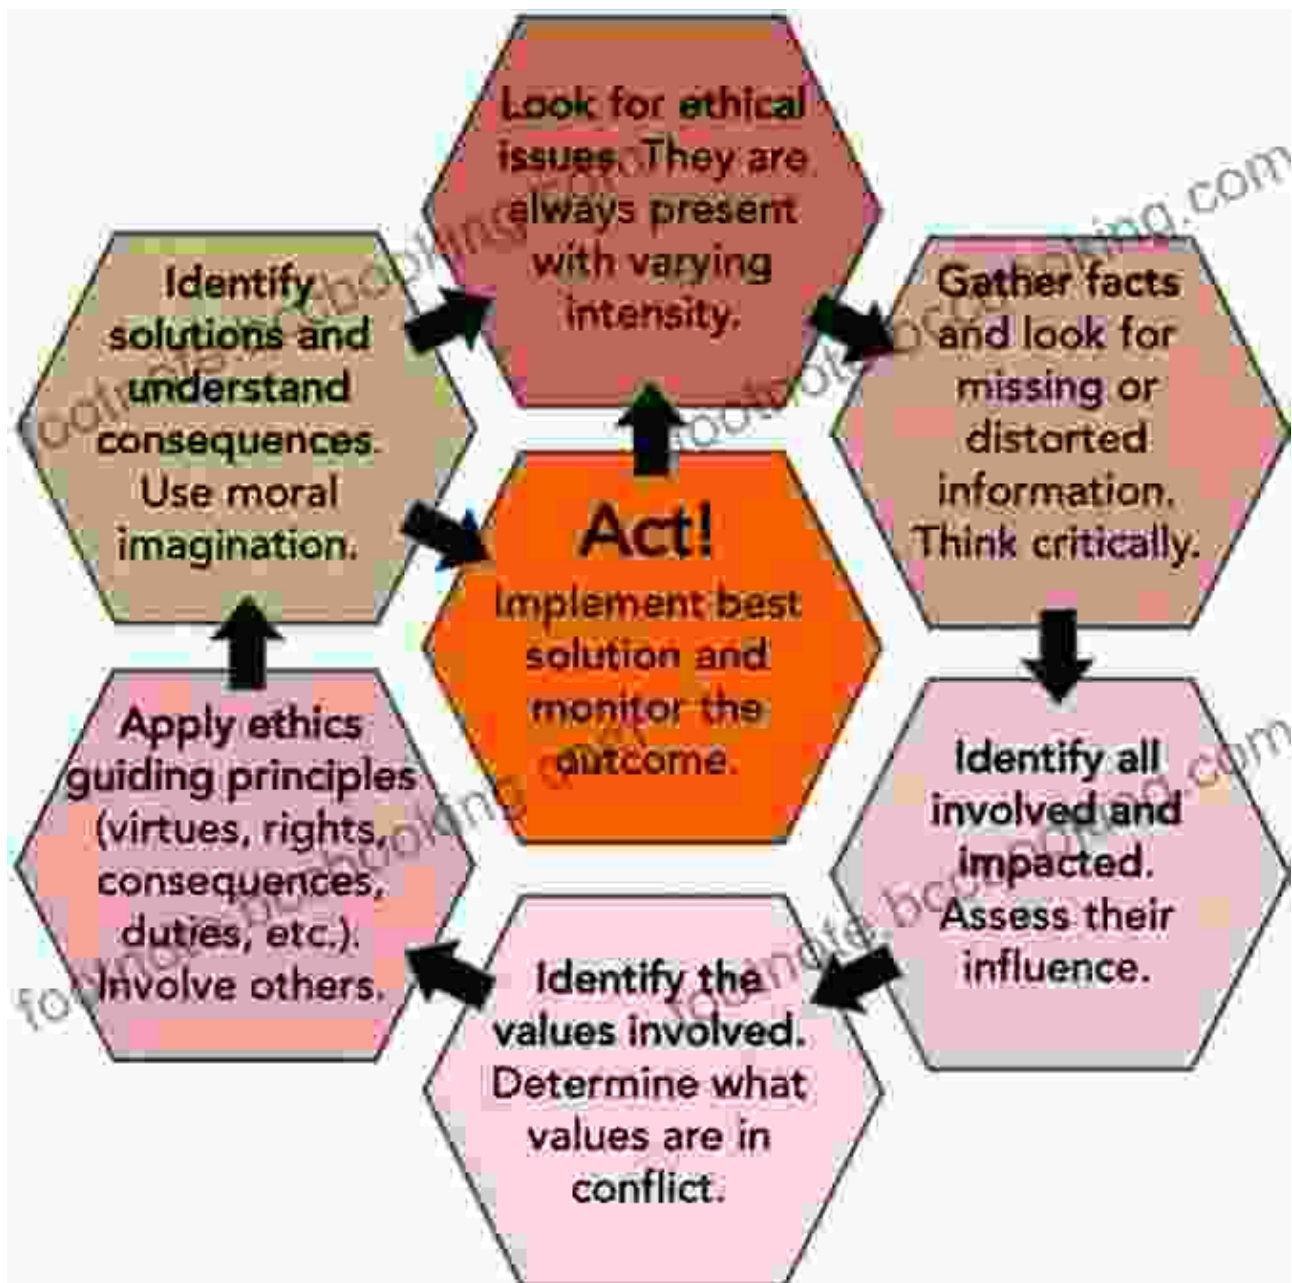 Look for ethical
issues. They are
always present
with varying
intensity.
Gather facts
and look for
missing or
distorted
information.
Think critically.
Identify all
involved and
impacted.
Assess their
influence.
Identify the
values involved.
Determine what
values are in
conflict.
Apply ethics
guiding principles
(virtues, rights,
consequences,
duties, etc.).
Involve others.
Identify
solutions and
understand
consequences.
Use moral
imagination.
Act!
Implement best
solution and
monitor the
outcome.